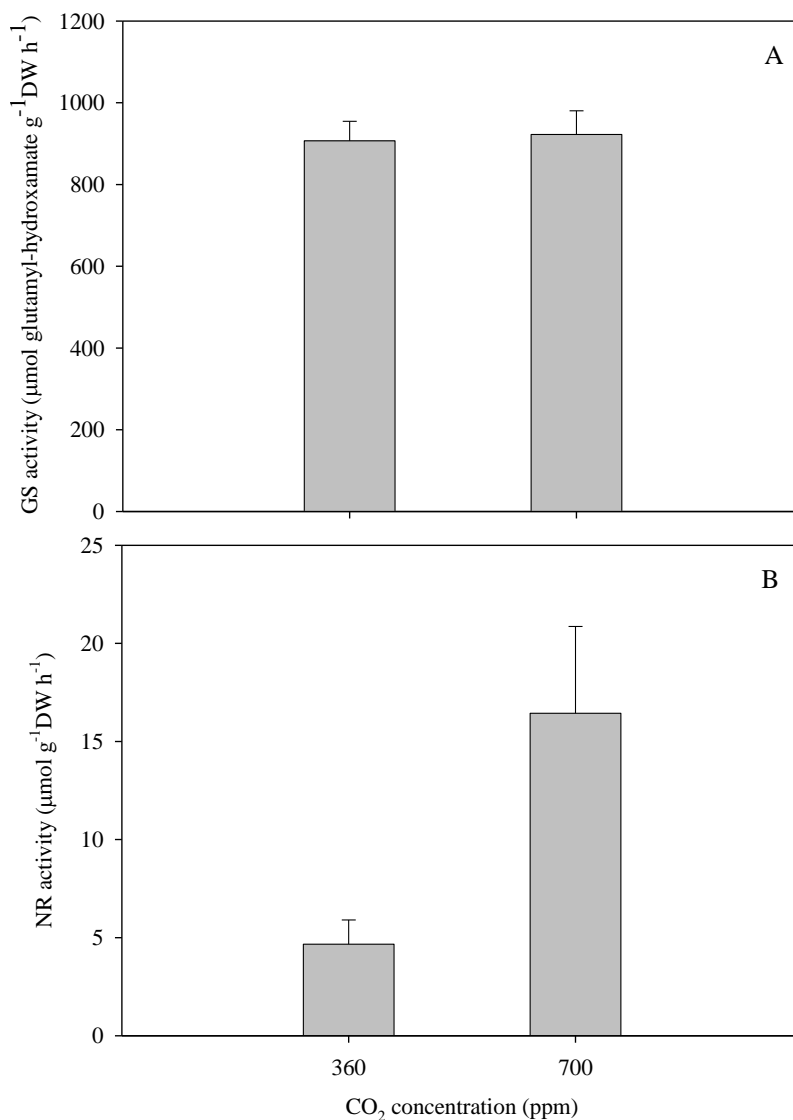 1200
1000
800
600
400
200
0
GS activity (µmol glutamyl-hydroxamate g⁻¹DW h⁻¹)
A
25
20
15
10
5
0
NR activity (µmol g⁻¹DW h⁻¹)
B
360 700
CO₂ concentration (ppm)